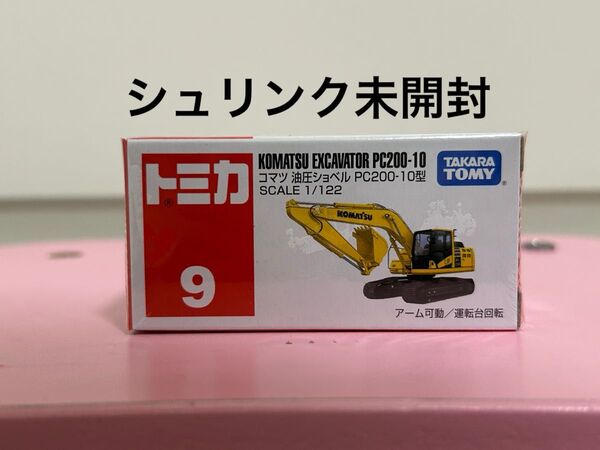 シュリンク未開封
トミカ®
9
KOMATSU EXCAVATOR PC200-10
コマツ 油圧ショベル PC200-10型
SCALE 1/122
TAKARA
TOMY
KOMATSU
アーム可動/運転台回転